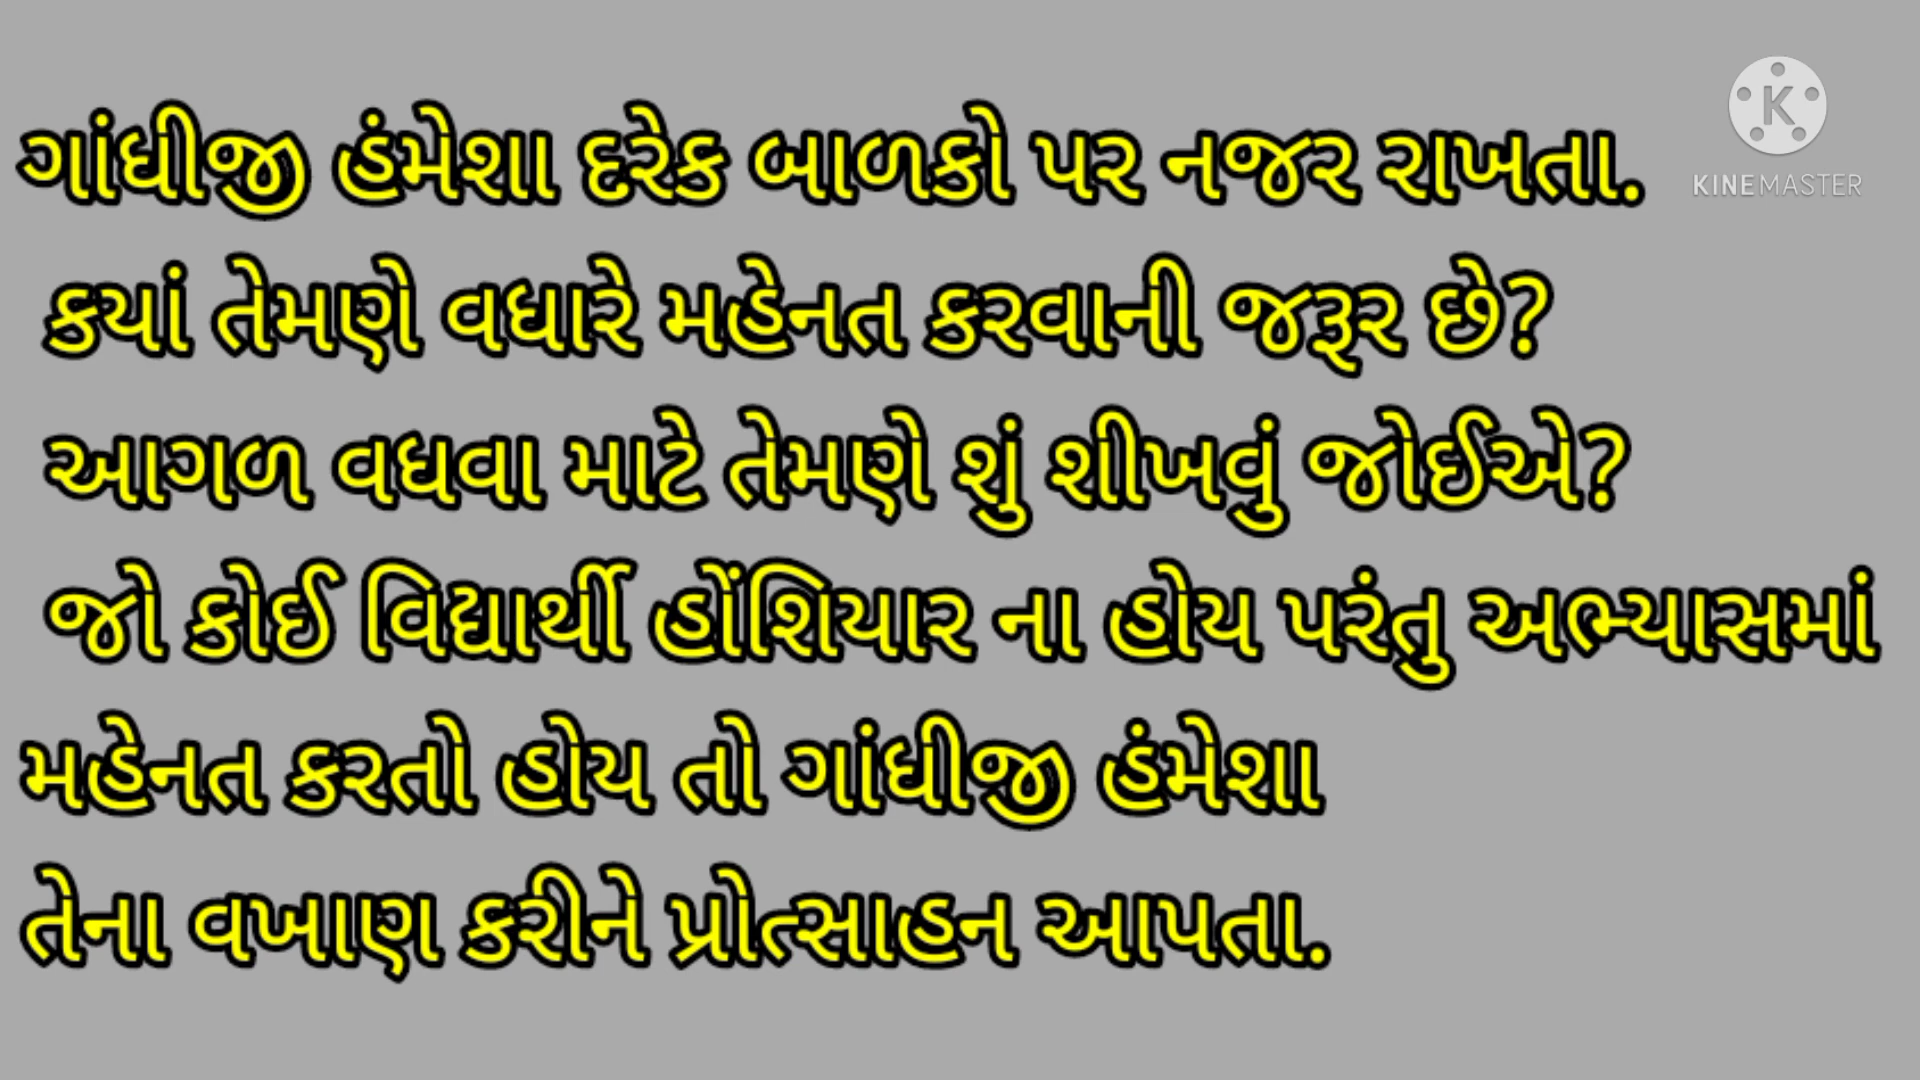 ગાંધીજી હંમેશા દરેક બાળકો પર નજર રાખતા.
KINEMASTER
કયાં તેમણે વધારે મહેનત કરવાની જરૂર છે?
આગળ વધવા માટે તેમણે શું શીખવું જોઈએ?
જો કોઈ વિદ્યાર્થી હોંશિયાર ના હોય પરંતુ અભ્યાસમાં
મહેનત કરતો હોય તો ગાંધીજી હંમેશા
તેના વખાણ કરીને પ્રોત્સાહન આપતા.